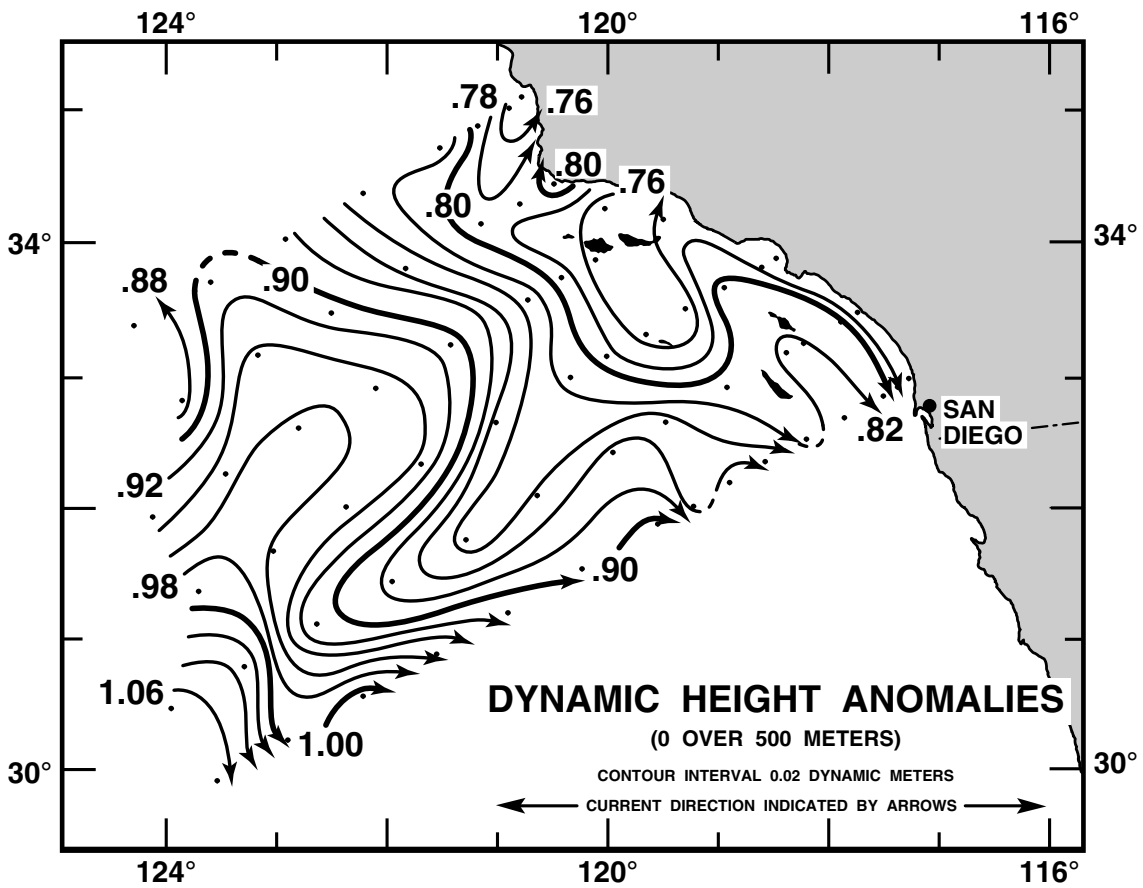 124° 120° 116°
.78 .76
.80
.76
.80
34° 34°
.88 .90
SAN
DIEGO
.82
.92
.98 .90
1.06
1.00
DYNAMIC HEIGHT ANOMALIES
(0 OVER 500 METERS)
CONTOUR INTERVAL 0.02 DYNAMIC METERS
CURRENT DIRECTION INDICATED BY ARROWS
30° 30°
124° 120° 116°